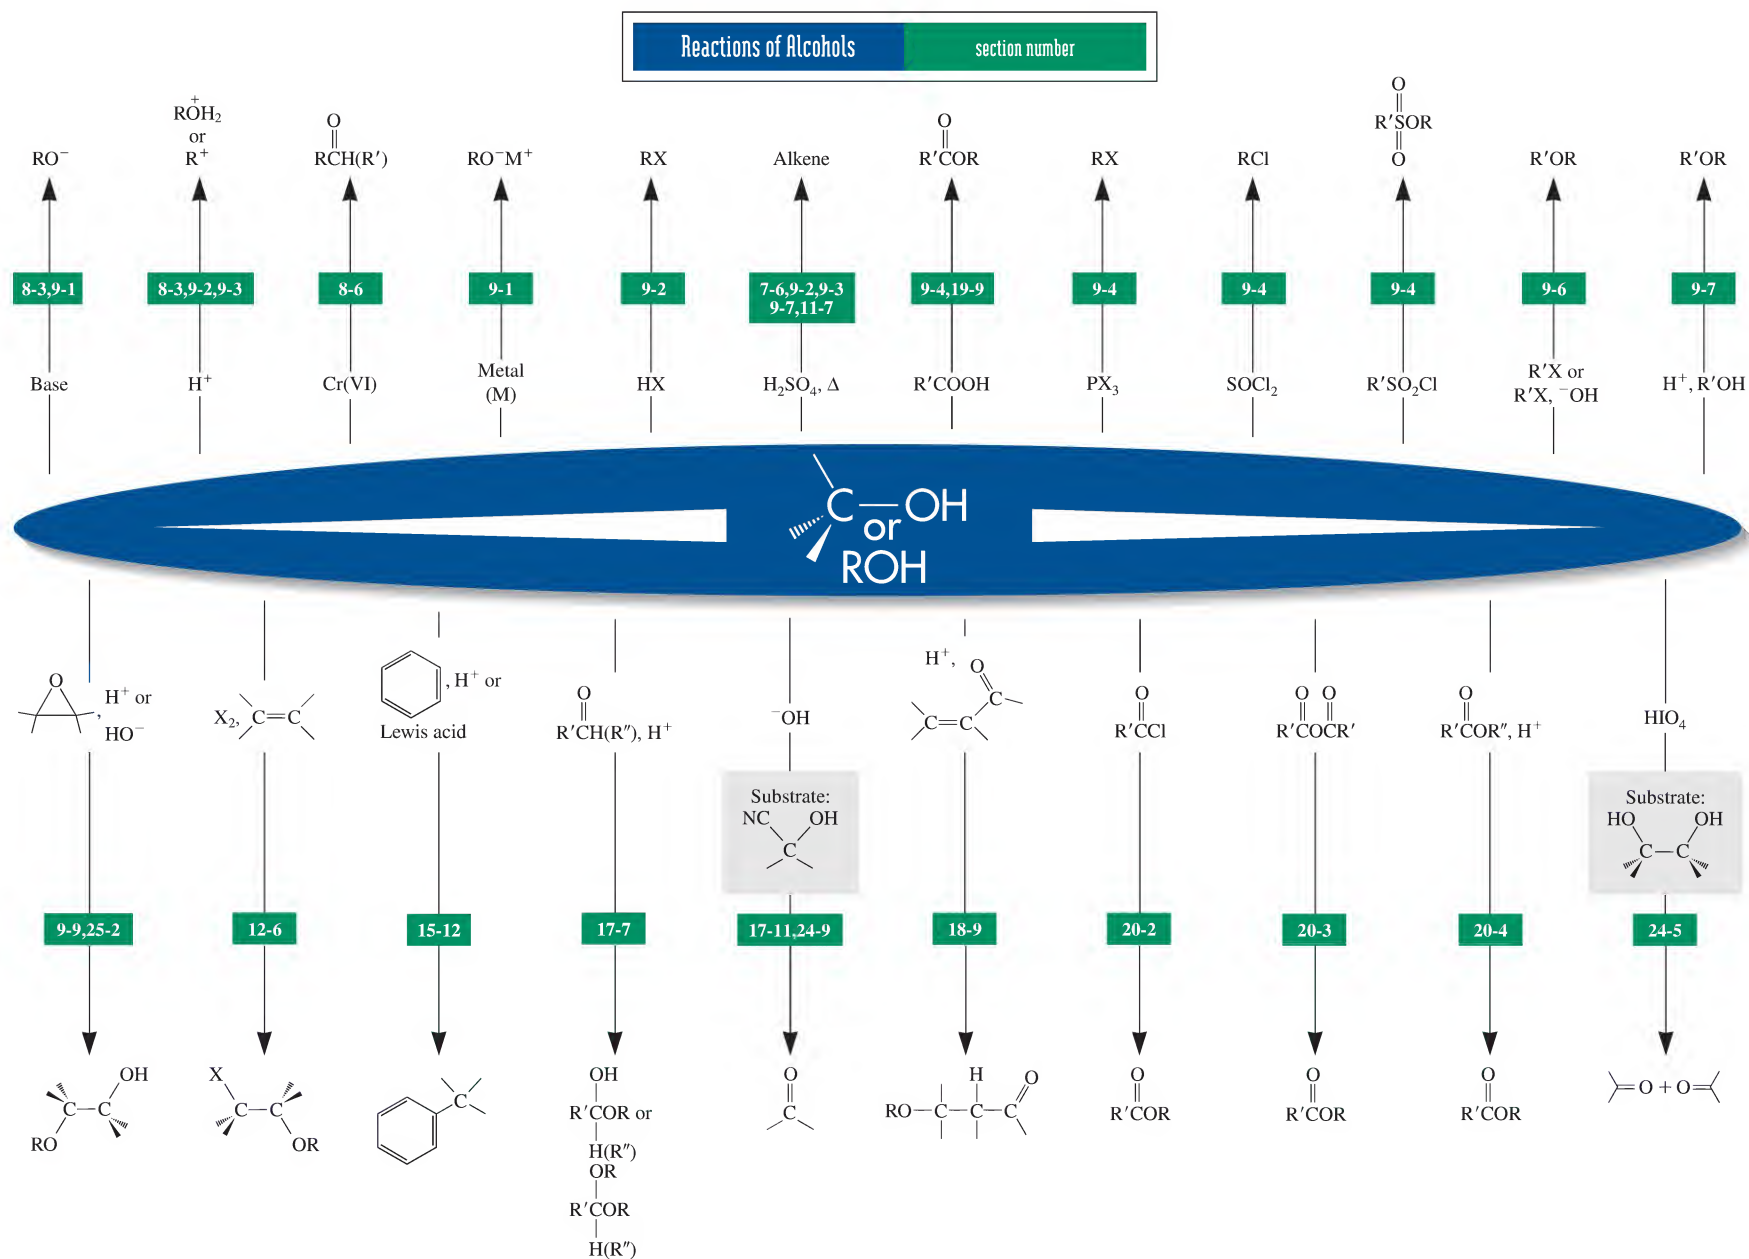 Reactions of Alcohols section number
RO⁻
ROH₂⁺
or
R⁺
O
RCH(R′)
RO⁻M⁺
RX
Alkene
O
R′COR
RX
RCl
O
R′SOR
O
R′OR
R′OR
8-3,9-1
8-3,9-2,9-3
8-6
9-1
9-2
7-6,9-2,9-3
9-7,11-7
9-4,19-9
9-4
9-4
9-4
9-6
9-7
Base
H⁺
Cr(VI)
Metal
(M)
HX
H₂SO₄, Δ
R′COOH
PX₃
SOCl₂
R′SO₂Cl
R′X or
R′X, ⁻OH
H⁺, R′OH
C—OH
or
ROH
O
, H⁺ or
HO⁻
X₂, C=C
, H⁺ or
Lewis acid
O
R′CH(R″), H⁺
⁻OH
H⁺, O
C
C=C
O
R′CCl
O O
R′COCR′
O
R′COR″, H⁺
HIO₄
Substrate:
NC OH
C
Substrate:
HO OH
C—C
9-9,25-2
12-6
15-12
17-7
17-11,24-9
18-9
20-2
20-3
20-4
24-5
OH
C—C
RO
X
C—C
OR
C
OH
R′COR or
H(R″)
OR
R′COR
H(R″)
O
C
H O
RO—C—C—C
O
R′COR
O
R′COR
O
R′COR
=O + O=